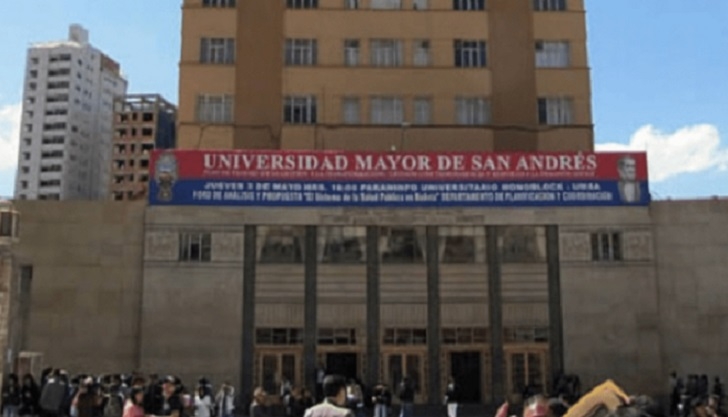 UNIVERSIDAD MAYOR DE SAN ANDRÉS
JUEVES 3 DE MAYO HRS. 18:00 PARANINFO UNIVERSITARIO MONOBLOCK - UMSA
FORO DE ANÁLISIS Y PROPUESTA "El Sistema de la Salud Pública en Bolivia" DEPARTAMENTO DE PLANIFICACIÓN Y COORDINACIÓN